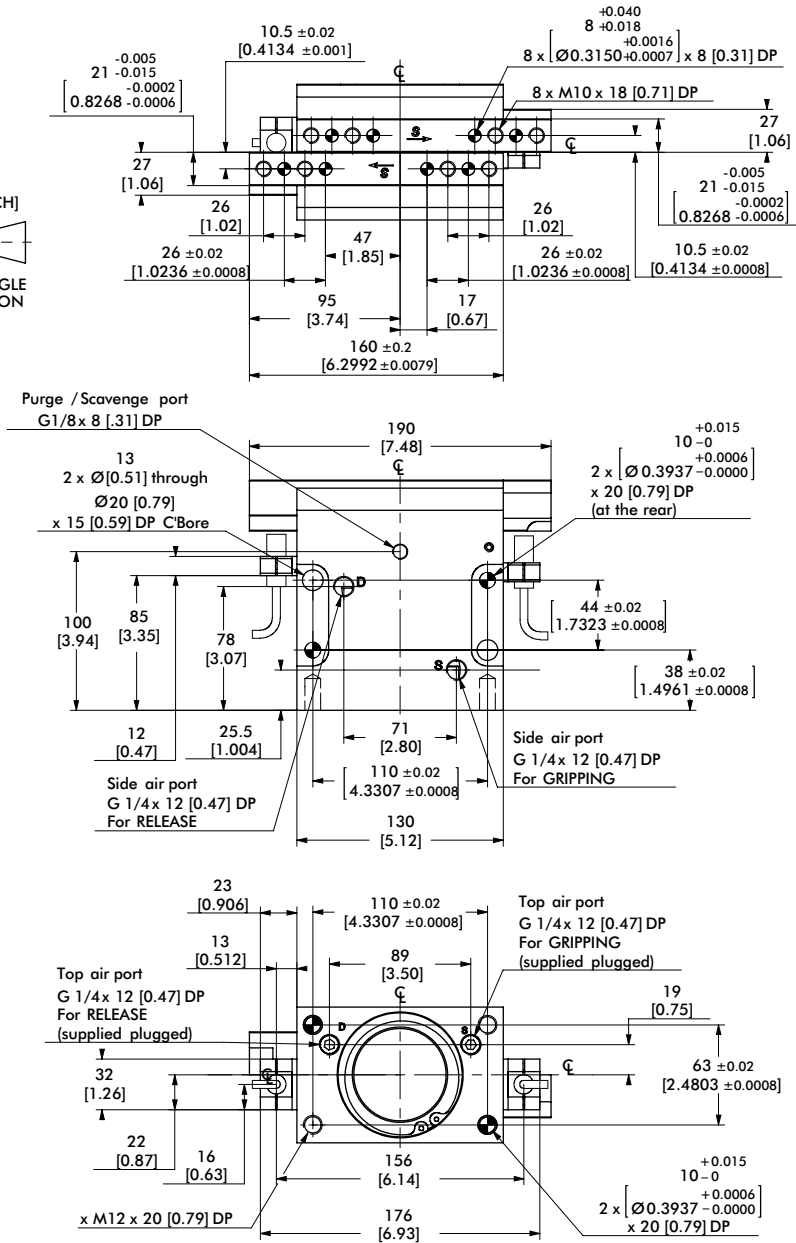 +0.040
8 +0.018
+0.0016
8 x [Ø0.3150+0.0007] x 8 [0.31] DP
10.5 ±0.02
[0.4134 ±0.001]
-0.005
21 -0.015
-0.0002
[0.8268 -0.0006]
℄
8 x M10 x 18 [0.71] DP
S
℄
27
[1.06]
27
[1.06]
S
-0.005
21 -0.015
-0.0002
[0.8268 -0.0006]
CH]
26
[1.02]
26
[1.02]
47
[1.85]
26 ±0.02
[1.0236 ±0.0008]
26 ±0.02
[1.0236 ±0.0008]
10.5 ±0.02
[0.4134 ±0.0008]
GLE
ON
95
[3.74]
17
[0.67]
160 ±0.2
[6.2992 ±0.0079]
Purge /Scavenge port
G1/8 x 8 [.31] DP
190
[7.48]
℄
+0.015
10 -0
+0.0006
2 x [Ø 0.3937 -0.0000]
x 20 [0.79] DP
(at the rear)
13
2 x Ø[0.51] through
Ø20 [0.79]
x 15 [0.59] DP C'Bore
D
100
[3.94]
85
[3.35]
78
[3.07]
44 ±0.02
[1.7323 ±0.0008]
S
38 ±0.02
[1.4961 ±0.0008]
12
[0.47]
25.5
[1.004]
71
[2.80]
Side air port
G 1/4 x 12 [0.47] DP
For GRIPPING
Side air port
G 1/4 x 12 [0.47] DP
For RELEASE
110 ±0.02
[4.3307 ±0.0008]
130
[5.12]
23
[0.906]
110 ±0.02
[4.3307 ±0.0008]
Top air port
G 1/4 x 12 [0.47] DP
For GRIPPING
(supplied plugged)
13
[0.512]
89
[3.50]
℄
Top air port
G 1/4 x 12 [0.47] DP
For RELEASE
(supplied plugged)
19
[0.75]
D
S
℄
℄
32
[1.26]
63 ±0.02
[2.4803 ±0.0008]
22
[0.87]
16
[0.63]
156
[6.14]
+0.015
10 -0
+0.0006
2 x [Ø0.3937 -0.0000]
x 20 [0.79] DP
x M12 x 20 [0.79] DP
176
[6.93]